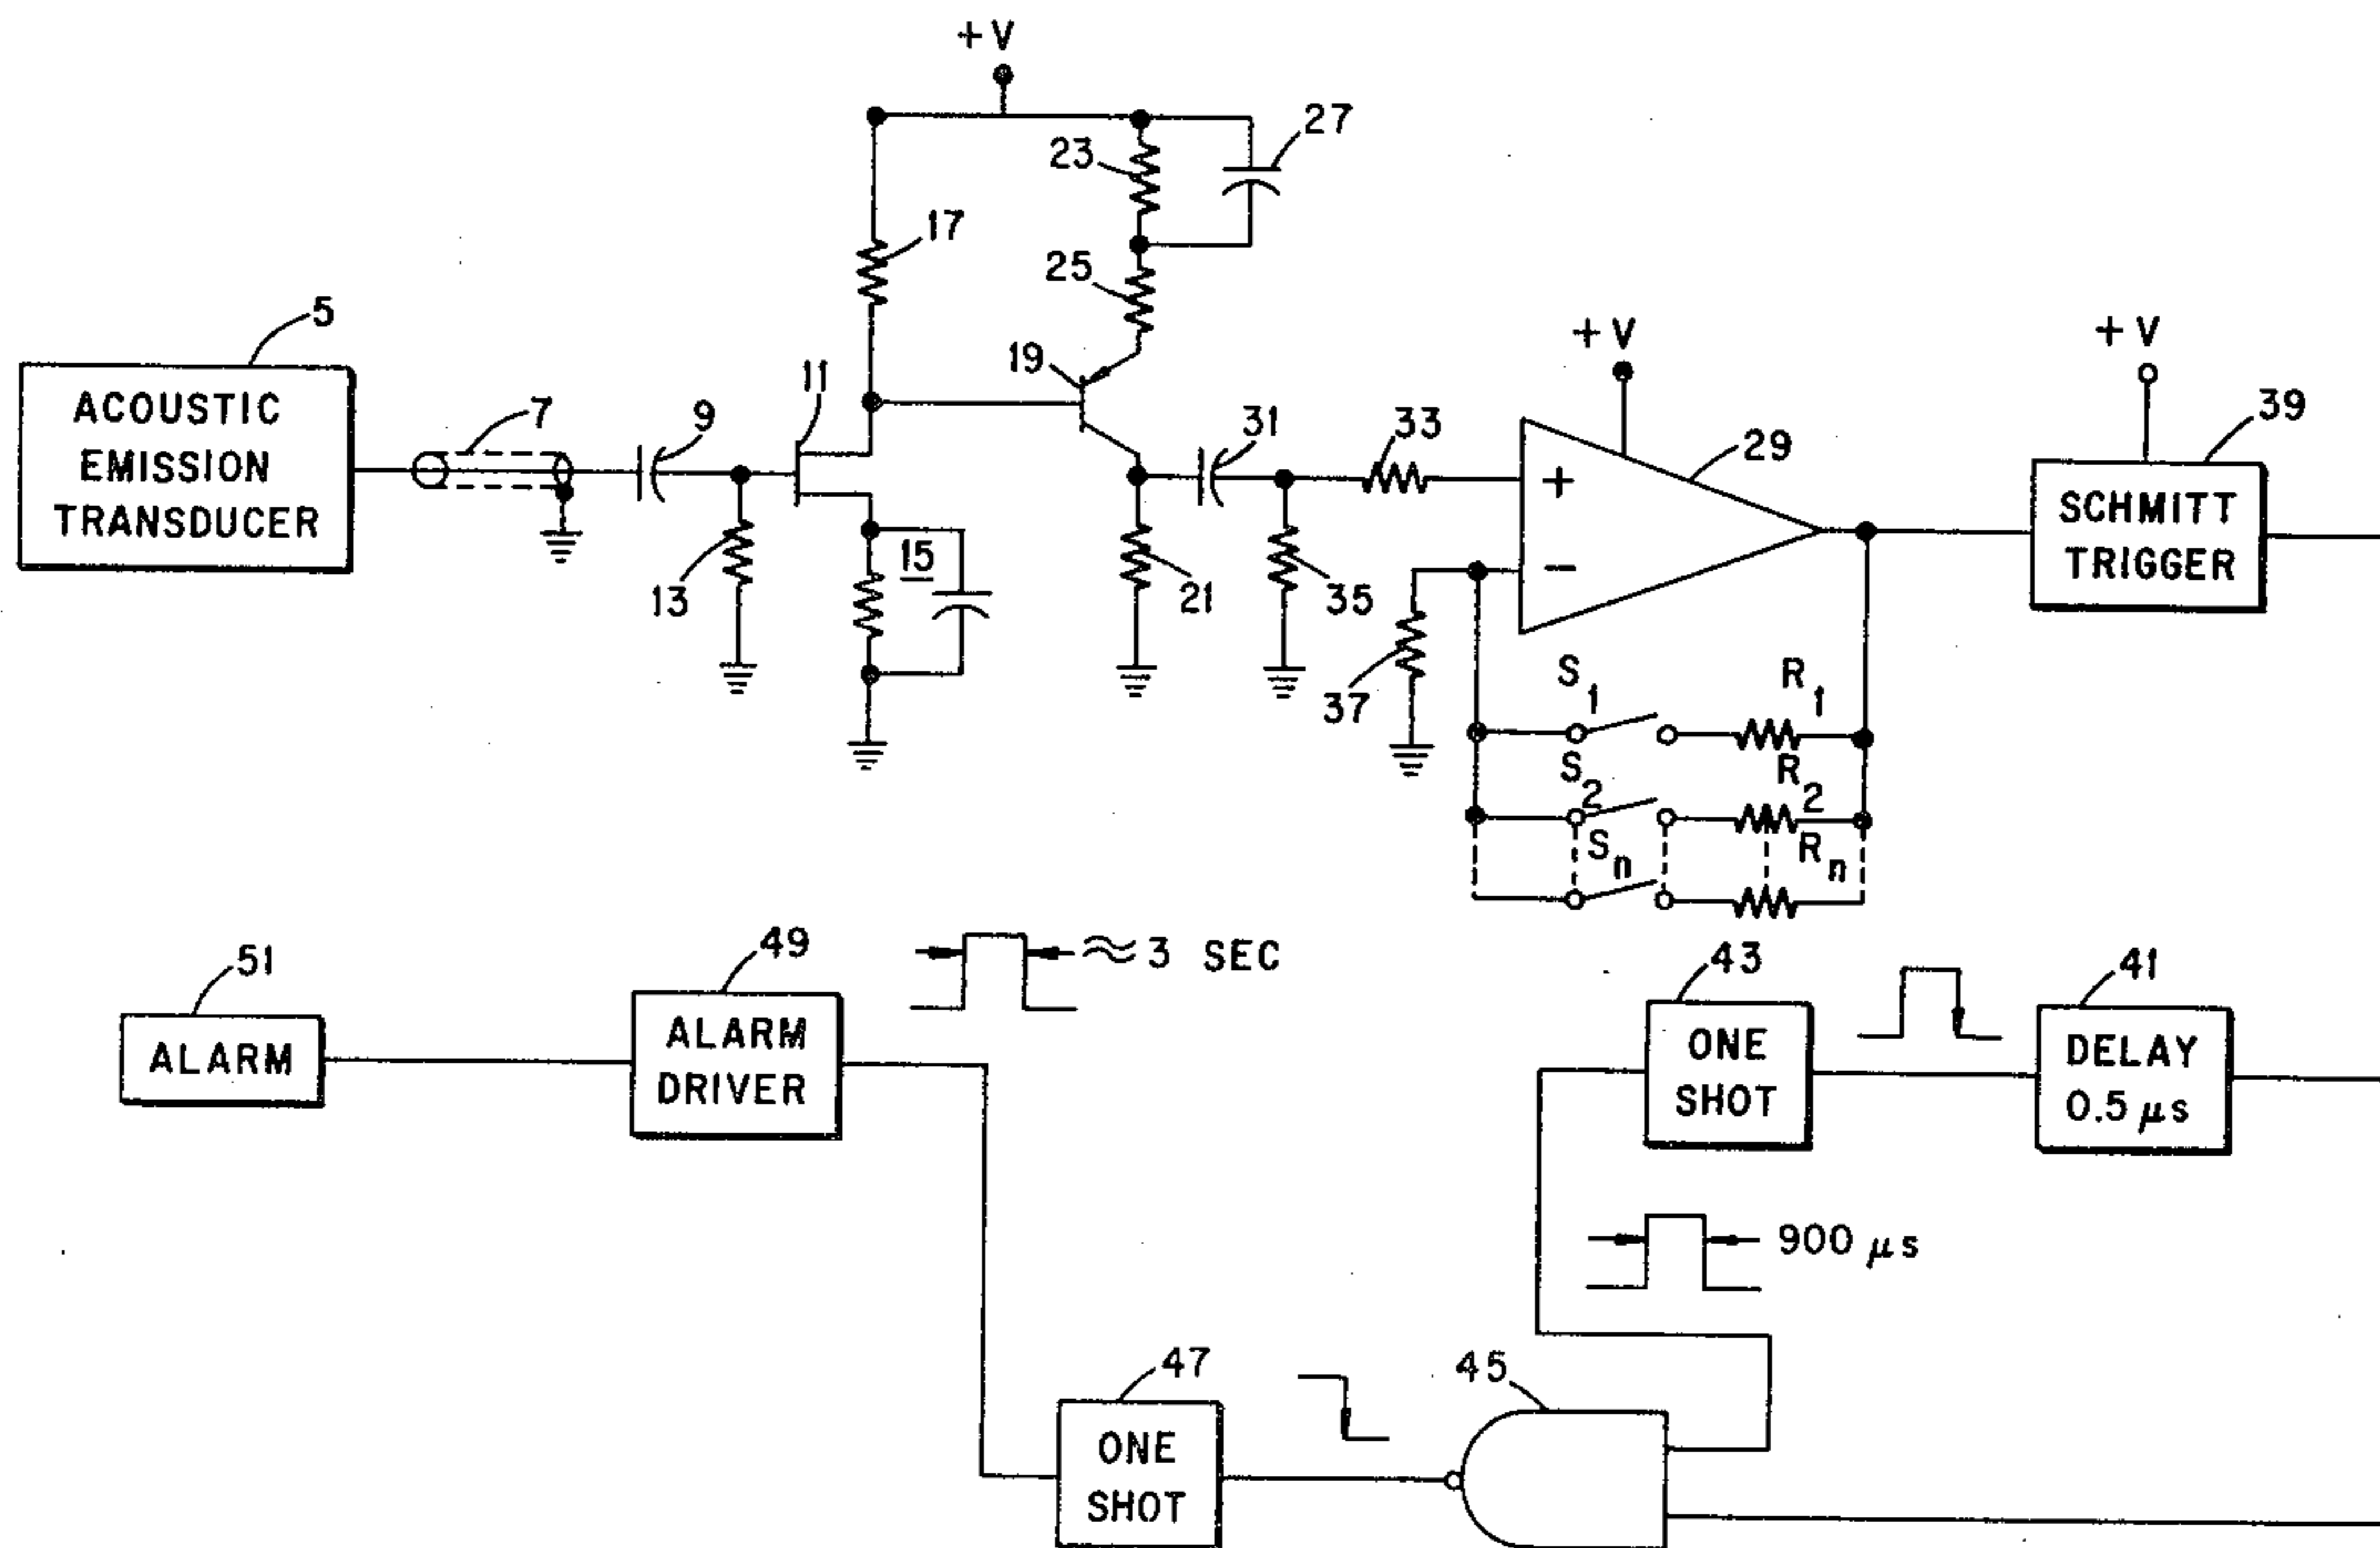 +V
27
23
17
25
5
ACOUSTIC
EMISSION
TRANSDUCER
7
9
11
19
31
33
+V
29
+V
39
SCHMITT
TRIGGER
+
−
13
15
21
35
37
S1
R1
S2
R2
Sn
Rn
51
ALARM
49
ALARM
DRIVER
≈ 3 SEC
43
ONE
SHOT
41
DELAY
0.5 μs
900 μs
47
ONE
SHOT
45